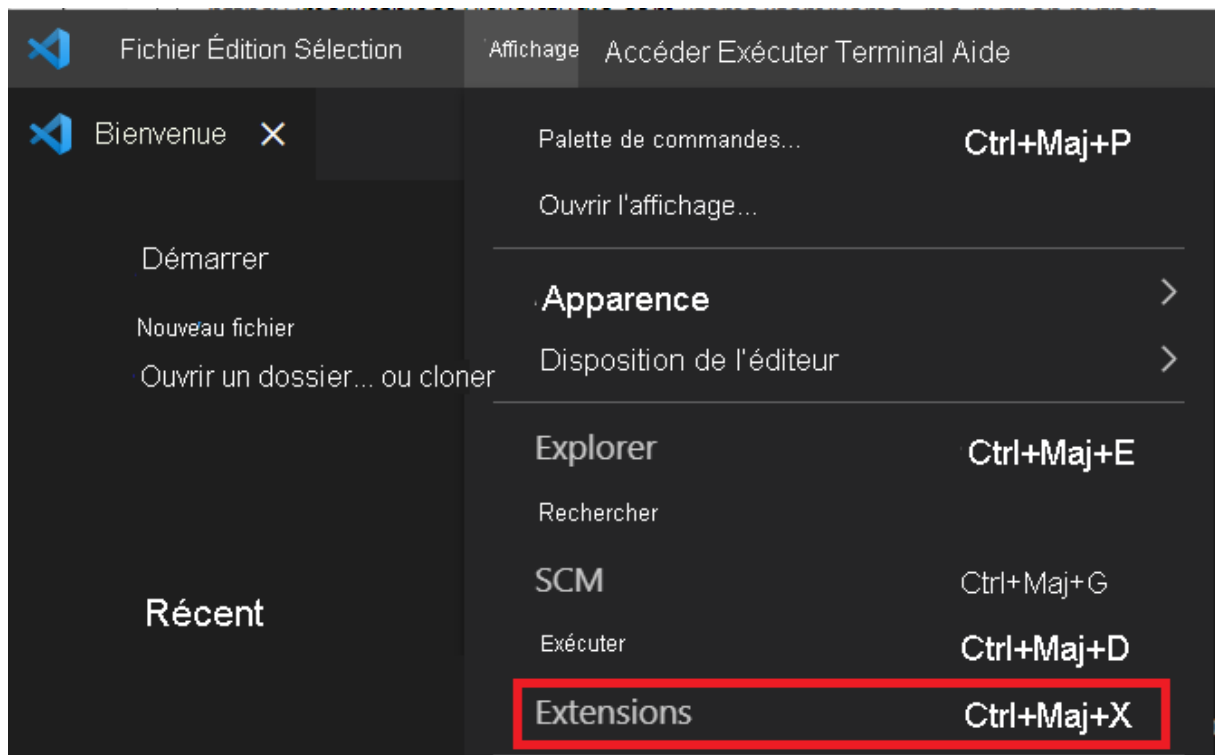 Fichier Édition Sélection Affichage Accéder Exécuter Terminal Aide
Bienvenue
Démarrer
Nouveau fichier
Ouvrir un dossier... ou cloner
Récent
Palette de commandes... Ctrl+Maj+P
Ouvrir l'affichage...
Apparence
Disposition de l'éditeur
Explorer Ctrl+Maj+E
Rechercher
SCM Ctrl+Maj+G
Exécuter Ctrl+Maj+D
Extensions Ctrl+Maj+X